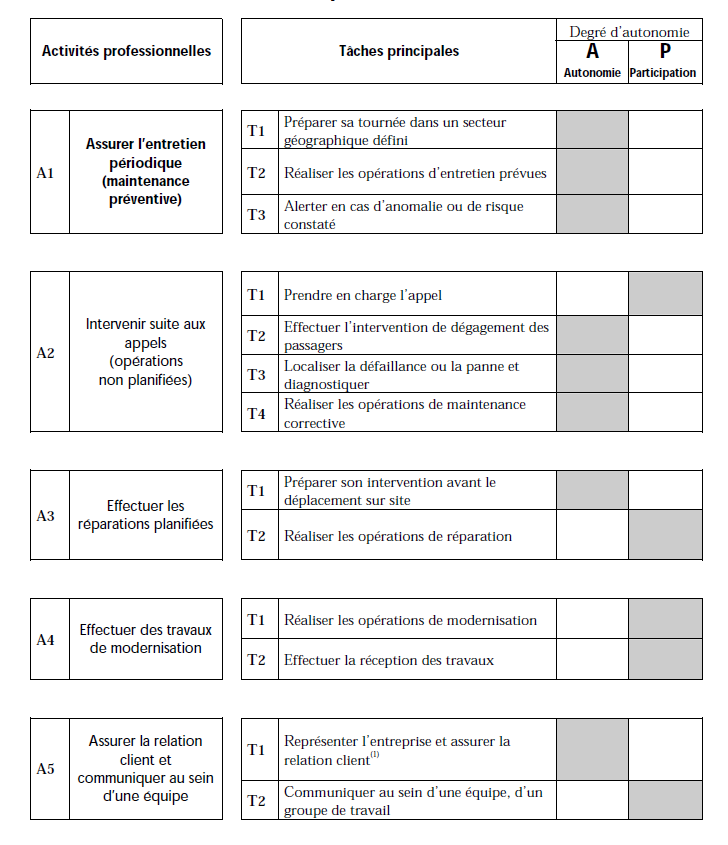 Activités professionnelles
Tâches principales
Degré d'autonomie
A
Autonomie
P
Participation
A1
Assurer l'entretien
périodique
(maintenance
préventive)
T1
Préparer sa tournée dans un secteur
géographique défini
T2
Réaliser les opérations d'entretien prévues
T3
Alerter en cas d'anomalie ou de risque
constaté
A2
Intervenir suite aux
appels
(opérations
non planifiées)
T1
Prendre en charge l'appel
T2
Effectuer l'intervention de dégagement des
passagers
T3
Localiser la défaillance ou la panne et
diagnostiquer
T4
Réaliser les opérations de maintenance
corrective
A3
Effectuer les
réparations planifiées
T1
Préparer son intervention avant le
déplacement sur site
T2
Réaliser les opérations de réparation
A4
Effectuer des travaux
de modernisation
T1
Réaliser les opérations de modernisation
T2
Effectuer la réception des travaux
A5
Assurer la relation
client et
communiquer au sein
d'une équipe
T1
Représenter l'entreprise et assurer la
relation client(1)
T2
Communiquer au sein d'une équipe, d'un
groupe de travail